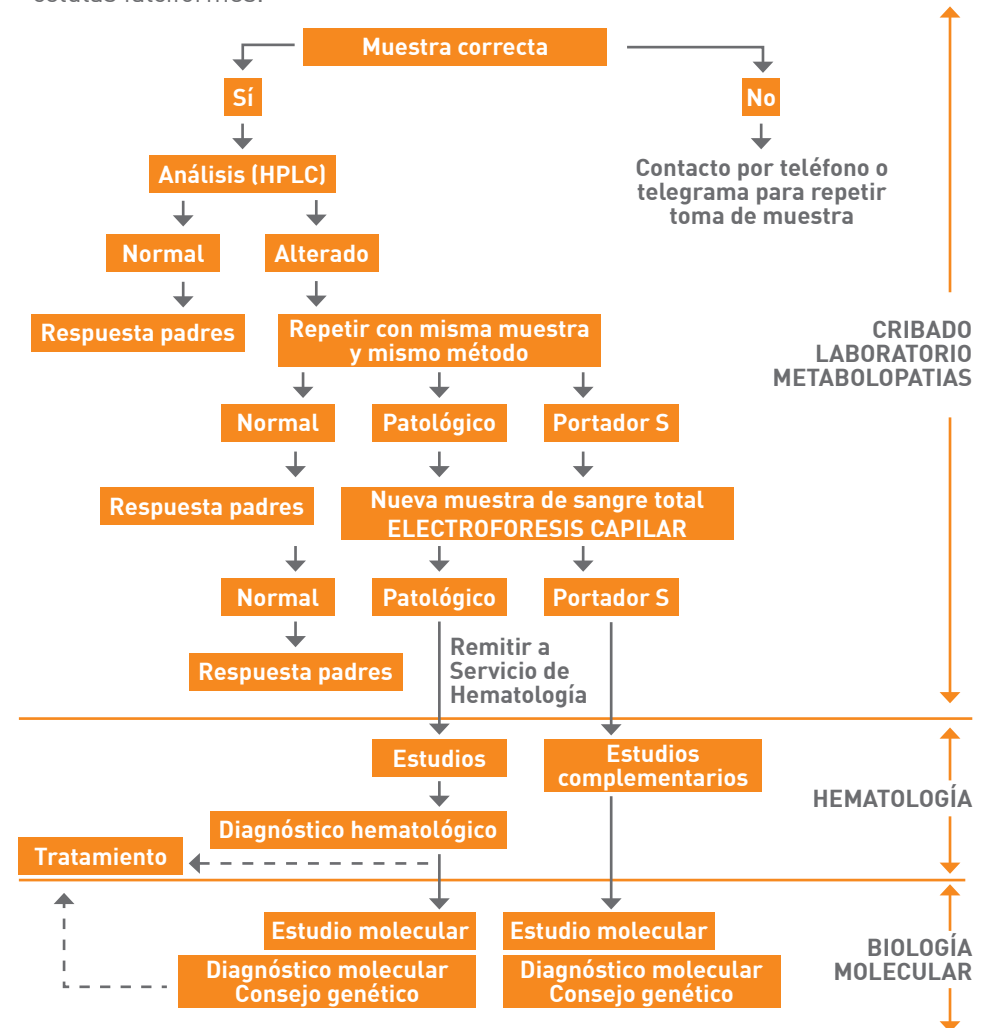 células falciformes.
Muestra correcta
Sí
No
Análisis (HPLC)
Contacto por teléfono o
telegrama para repetir
toma de muestra
Normal
Alterado
Respuesta padres
Repetir con misma muestra
y mismo método
CRIBADO
LABORATORIO
METABOLOPATIAS
Normal
Patológico
Portador S
Respuesta padres
Nueva muestra de sangre total
ELECTROFORESIS CAPILAR
Normal
Patológico
Portador S
Respuesta padres
Remitir a
Servicio de
Hematología
Estudios
Estudios
complementarios
HEMATOLOGÍA
Diagnóstico hematológico
Tratamiento
Estudio molecular
Estudio molecular
BIOLOGÍA
MOLECULAR
Diagnóstico molecular
Consejo genético
Diagnóstico molecular
Consejo genético